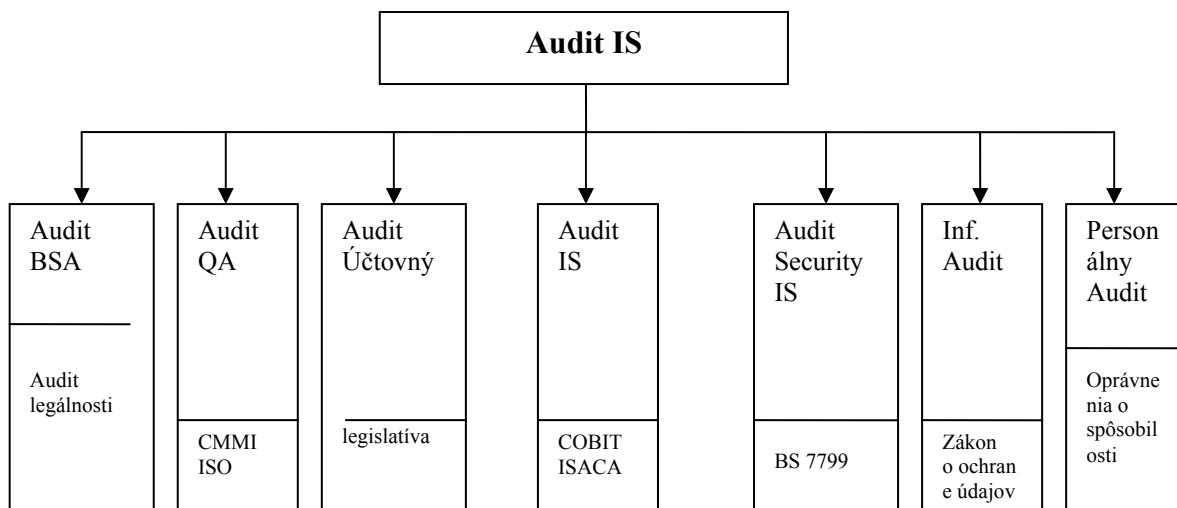 Audit IS
Audit
BSA
Audit
legálnosti
Audit
QA
CMMI
ISO
Audit
Účtovný
legislatíva
Audit
IS
COBIT
ISACA
Audit
Security
IS
BS 7799
Inf.
Audit
Zákon
o ochran
e údajov
Person
álny
Audit
Oprávne
nia o
spôsobil
osti